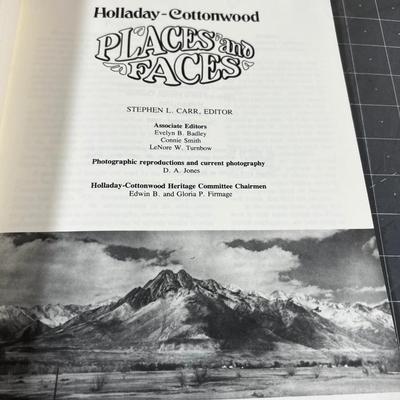 Holladay-Cottonwood
PLACES and
FACES
STEPHEN L. CARR, EDITOR
Associate Editors
Evelyn B. Badley
Connie Smith
LeNore W. Turnbow
Photographic reproductions and current photography
D. A. Jones
Holladay-Cottonwood Heritage Committee Chairmen
Edwin B. and Gloria P. Firmage